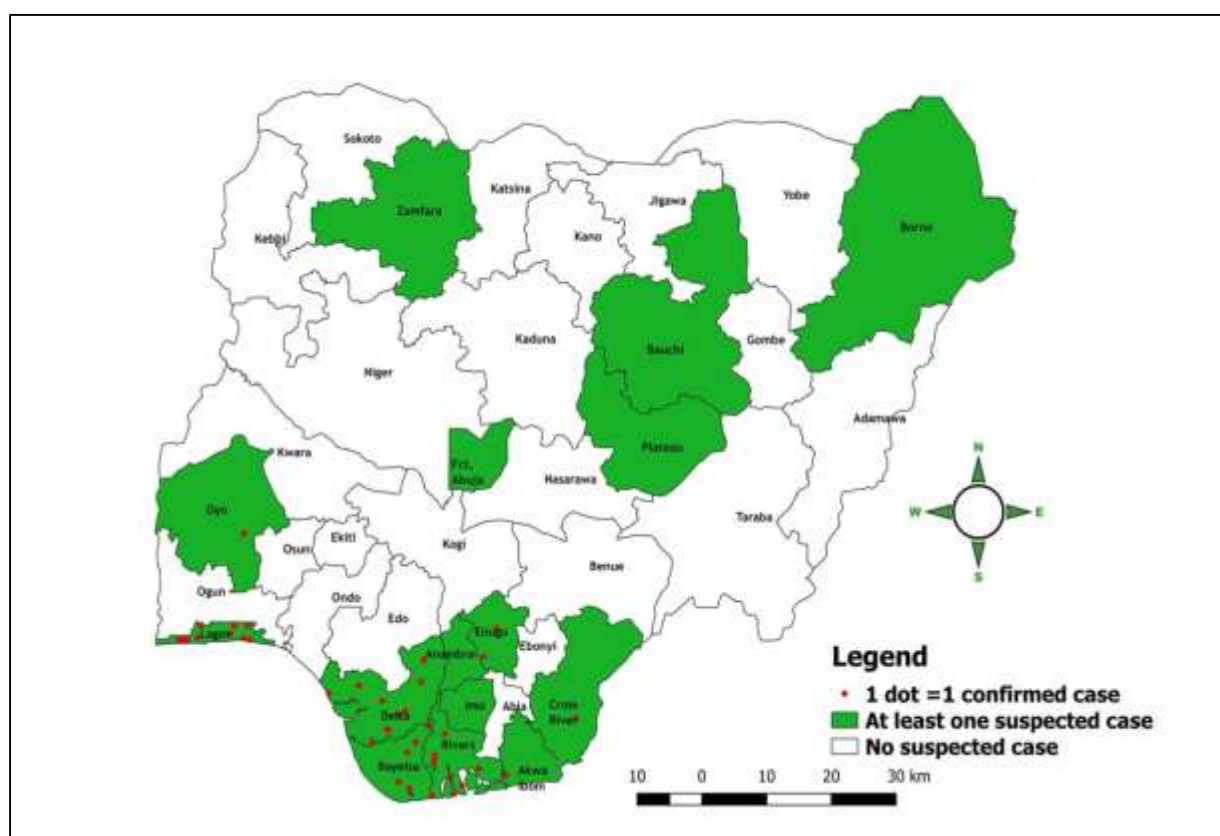 Sokoto
Katsina
Jigawa
Yobe
Zamfara
Borno
Kano
Kebbi
Kaduna
Bauchi
Gombe
Niger
Adamawa
Kwara
Fct,
Abuja
Nasarawa
Plateau
Oyo
Taraba
Osun
Ekiti
Kogi
Benue
Ogun
Ondo
Edo
Lagos
Enugu
Ebonyi
Anambra
Imo
Abia
Cross
River
Delta
Rivers
Bayelsa
Akwa
Ibom
N
W
E
S
Legend
1 dot =1 confirmed case
At least one suspected case
No suspected case
10 0 10 20 30 km